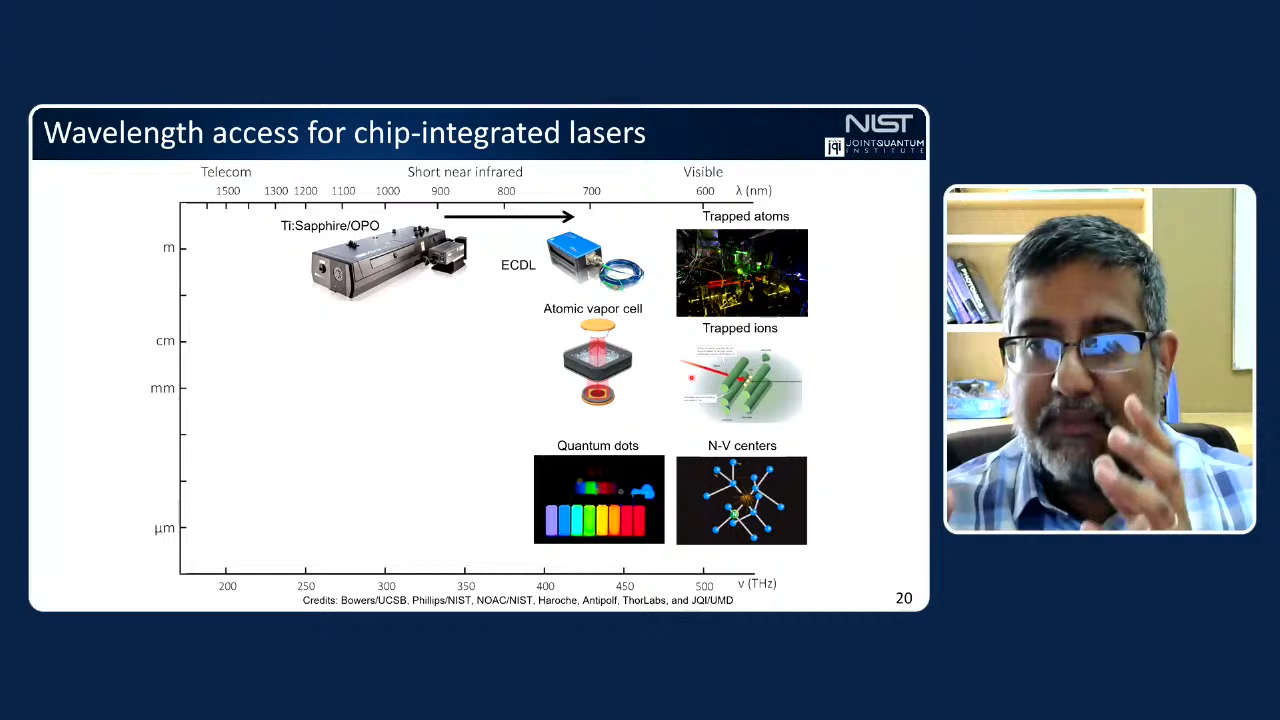 Wavelength access for chip-integrated lasers
NIST
jqi JOINT QUANTUM INSTITUTE
Telecom Short near infrared Visible
1500 1300 1200 1100 1000 900 800 700 600 λ (nm)
Ti:Sapphire/OPO
Trapped atoms
m
ECDL
Atomic vapor cell
Trapped ions
cm
mm
Quantum dots
N-V centers
μm
200 250 300 350 400 450 500 ν (THz)
Credits: Bowers/UCSB, Phillips/NIST, NOAC/NIST, Haroche, Antipolf, ThorLabs, and JQI/UMD
20